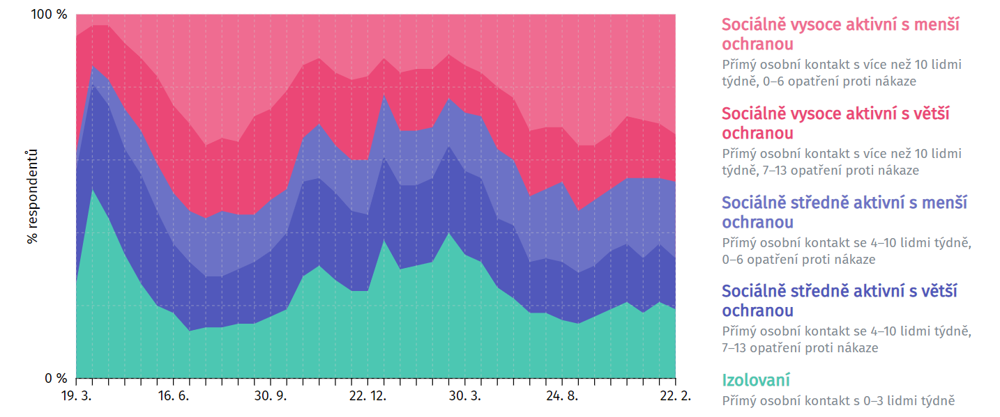 100 %
% respondentů
0 %
19. 3.
16. 6.
30. 9.
22. 12.
30. 3.
24. 8.
22. 2.
Sociálně vysoce aktivní s menší
ochranou
Přímý osobní kontakt s více než 10 lidmi
týdně, 0–6 opatření proti nákaze
Sociálně vysoce aktivní s větší
ochranou
Přímý osobní kontakt s více než 10 lidmi
týdně, 7–13 opatření proti nákaze
Sociálně středně aktivní s menší
ochranou
Přímý osobní kontakt se 4–10 lidmi týdně,
0–6 opatření proti nákaze
Sociálně středně aktivní s větší
ochranou
Přímý osobní kontakt se 4–10 lidmi týdně,
7–13 opatření proti nákaze
Izolovaní
Přímý osobní kontakt s 0–3 lidmi týdně